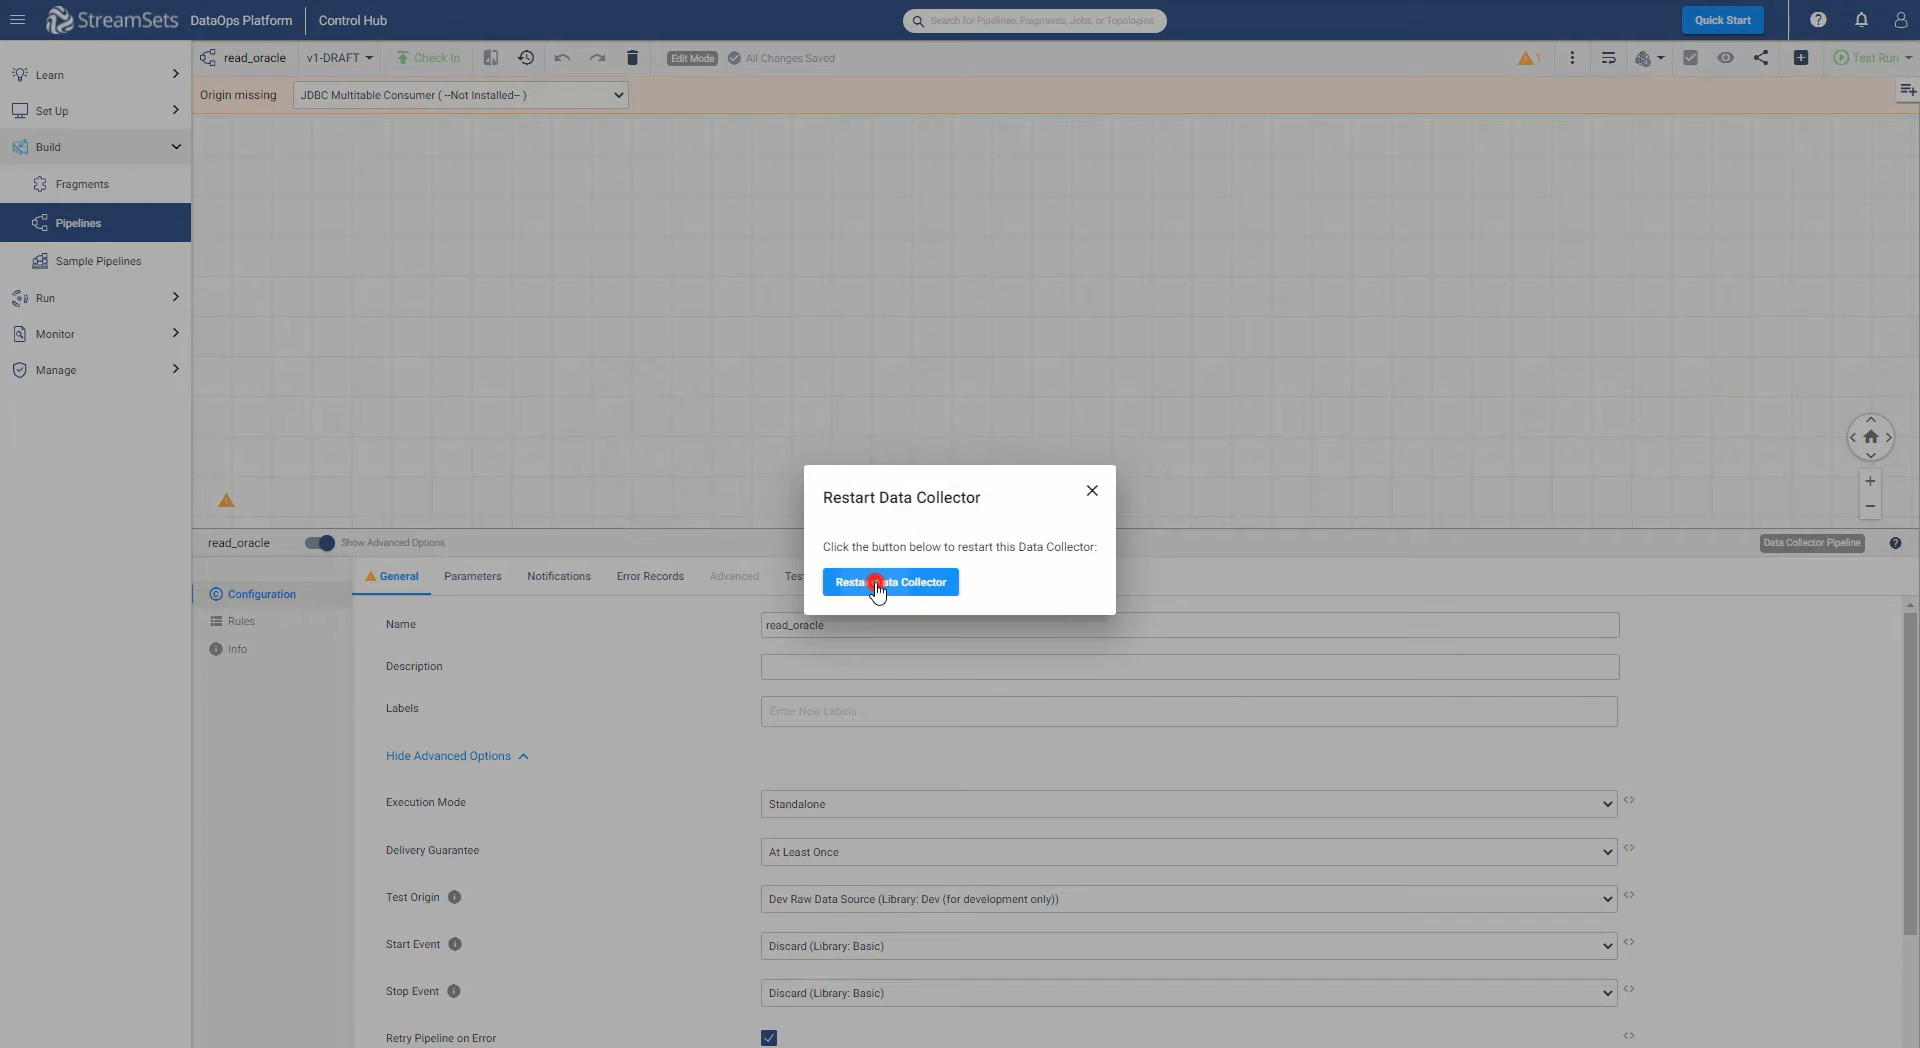 StreamSets DataOps Platform Control Hub
Search for Pipelines, Fragments, Jobs, or Topologies
Quick Start
Learn
Set Up
Build
Fragments
Pipelines
Sample Pipelines
Run
Monitor
Manage
read_oracle v1-DRAFT Check In Edit Mode All Changes Saved 1 Test Run
Origin missing JDBC Multitable Consumer ( --Not Installed-- )
Restart Data Collector
Click the button below to restart this Data Collector:
Data Collector
read_oracle Show Advanced Options Data Collector Pipeline
Configuration
Rules
Info
General Parameters Notifications Error Records Advanced
Name read_oracle
Description
Labels Enter New Labels ...
Hide Advanced Options
Execution Mode Standalone
Delivery Guarantee At Least Once
Test Origin Dev Raw Data Source (Library: Dev (for development only))
Start Event Discard (Library: Basic)
Stop Event Discard (Library: Basic)
Retry Pipeline on Error